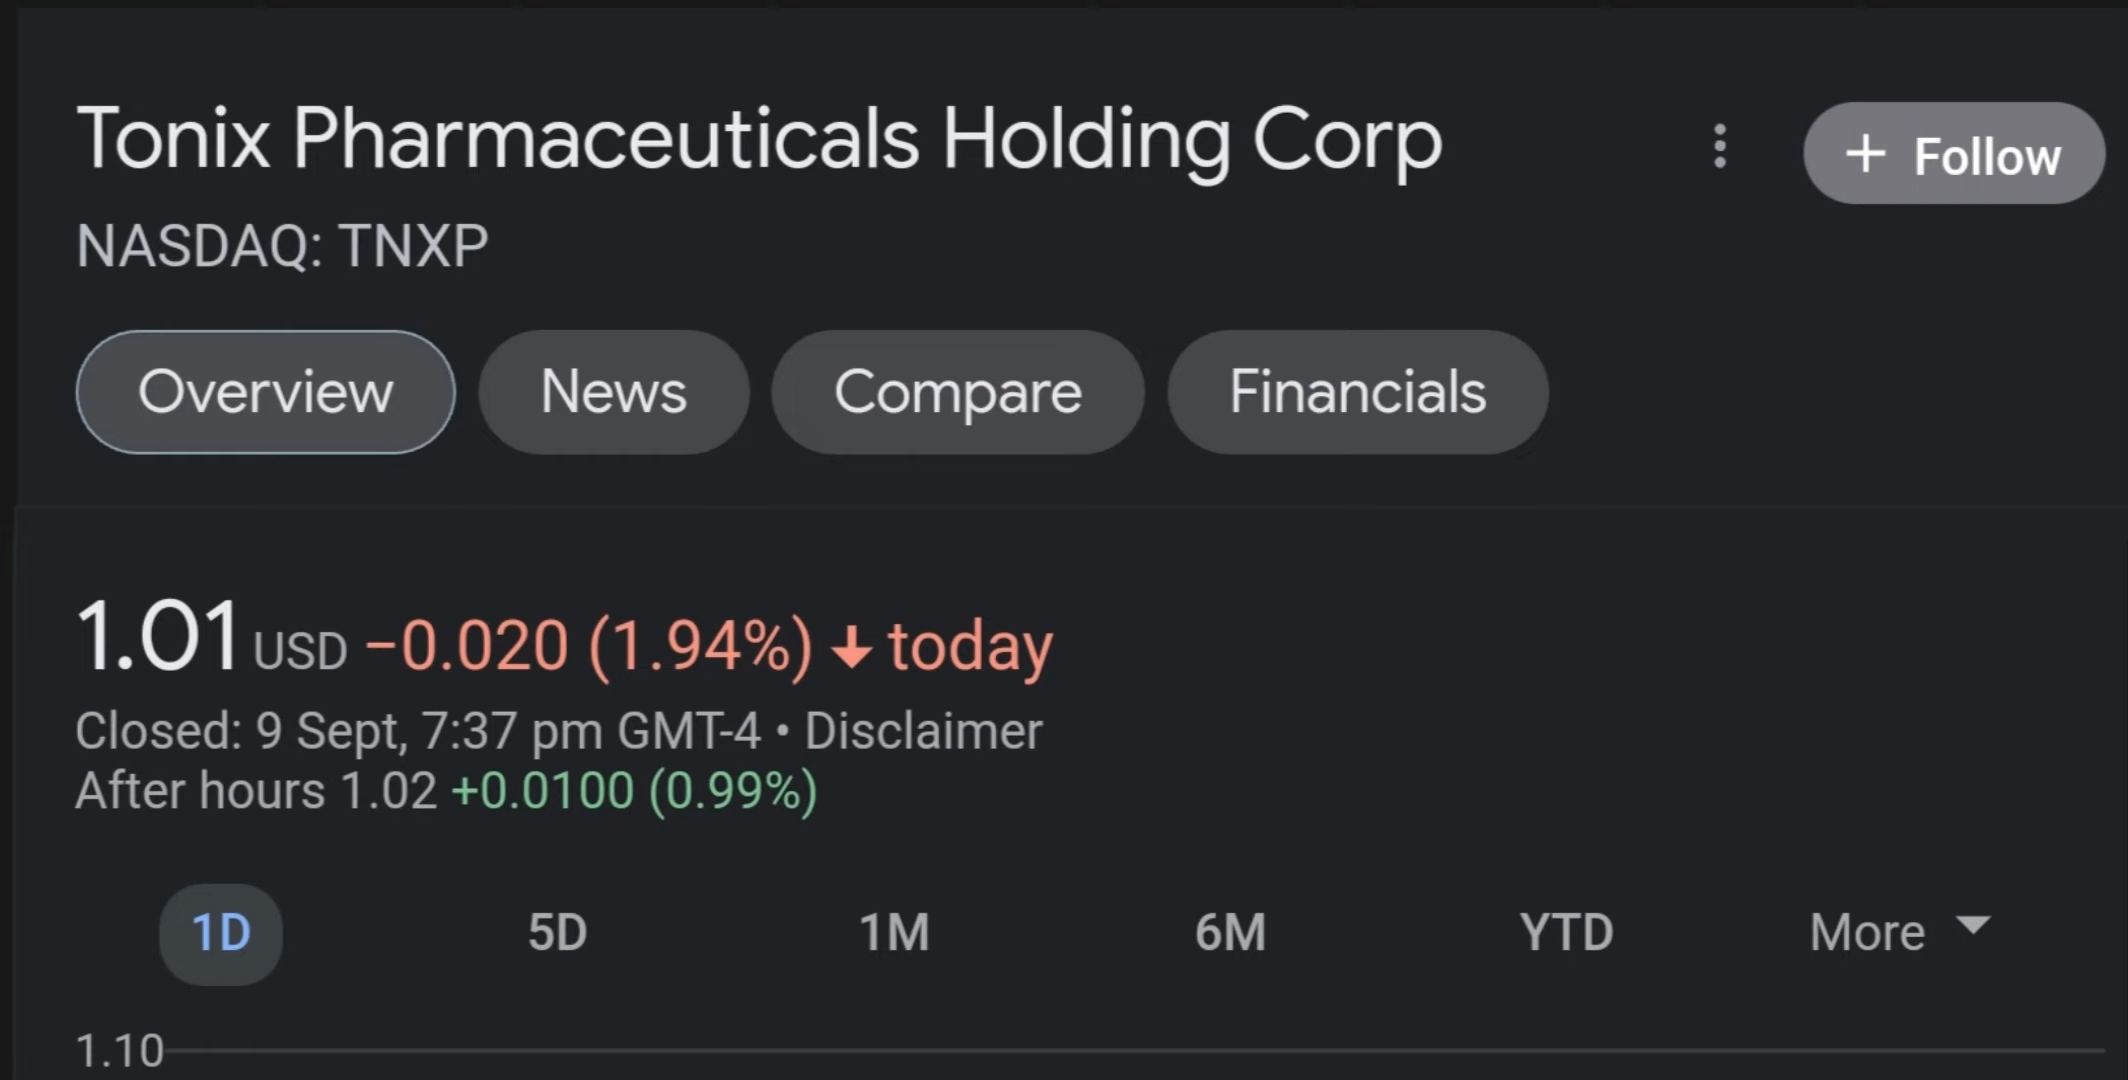 Tonix Pharmaceuticals Holding Corp
+ Follow
NASDAQ: TNXP
Overview News Compare Financials
1.01 USD −0.020 (1.94%) ↓ today
Closed: 9 Sept, 7:37 pm GMT-4 • Disclaimer
After hours 1.02 +0.0100 (0.99%)
1D 5D 1M 6M YTD More
1.10